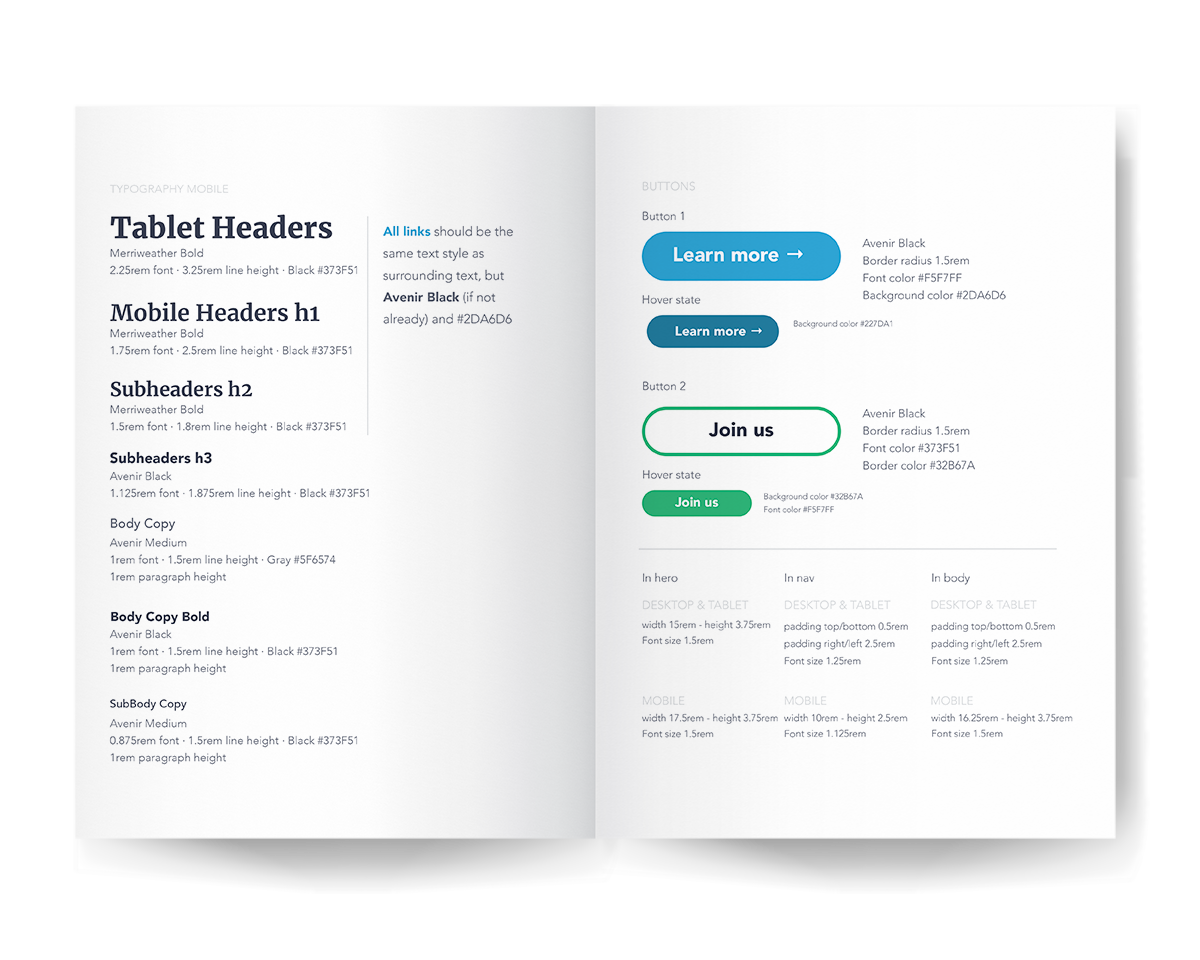 TYPOGRAPHY MOBILE
Tablet Headers
Merriweather Bold
2.25rem font · 3.25rem line height · Black #373F51
Mobile Headers h1
Merriweather Bold
1.75rem font · 2.5rem line height · Black #373F51
Subheaders h2
Merriweather Bold
1.5rem font · 1.8rem line height · Black #373F51
Subheaders h3
Avenir Black
1.125rem font · 1.875rem line height · Black #373F51
Body Copy
Avenir Medium
1rem font · 1.5rem line height · Gray #5F6574
1rem paragraph height
Body Copy Bold
Avenir Black
1rem font · 1.5rem line height · Black #373F51
1rem paragraph height
SubBody Copy
Avenir Medium
0.875rem font · 1.5rem line height · Black #373F51
1rem paragraph height
All links should be the
same text style as
surrounding text, but
Avenir Black (if not
already) and #2DA6D6
BUTTONS
Button 1
Learn more →
Avenir Black
Border radius 1.5rem
Font color #F5F7FF
Background color #2DA6D6
Hover state
Learn more →
Background color #227DA1
Button 2
Join us
Avenir Black
Border radius 1.5rem
Font color #373F51
Border color #32B67A
Hover state
Join us
Background color #32B67A
Font color #F5F7FF
In hero
DESKTOP & TABLET
width 15rem - height 3.75rem
Font size 1.5rem
MOBILE
width 17.5rem - height 3.75rem
Font size 1.5rem
In nav
DESKTOP & TABLET
padding top/bottom 0.5rem
padding right/left 2.5rem
Font size 1.25rem
MOBILE
width 10rem - height 2.5rem
Font size 1.125rem
In body
DESKTOP & TABLET
padding top/bottom 0.5rem
padding right/left 2.5rem
Font size 1.25rem
MOBILE
width 16.25rem - height 3.75rem
Font size 1.5rem